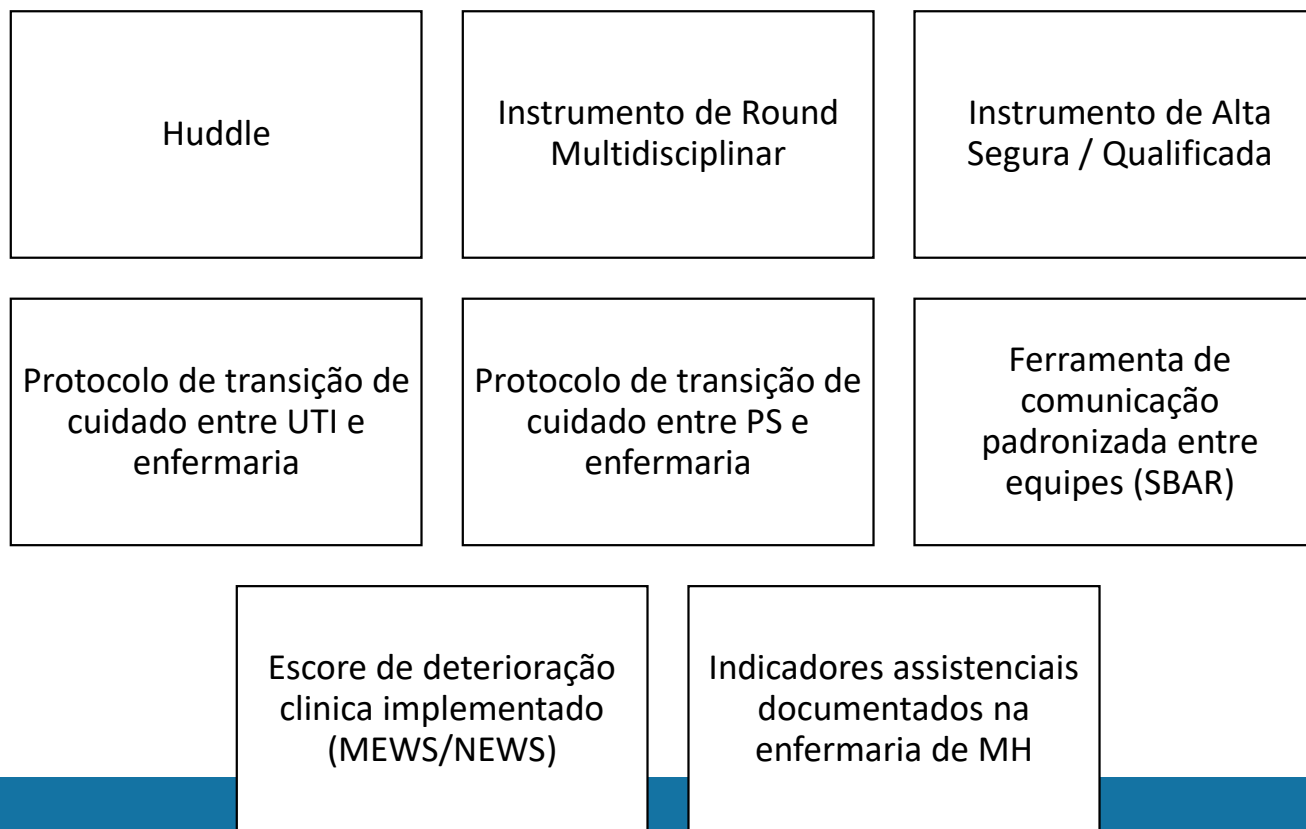 Huddle
Instrumento de Round
Multidisciplinar
Instrumento de Alta
Segura / Qualificada
Protocolo de transição de
cuidado entre UTI e
enfermaria
Protocolo de transição de
cuidado entre PS e
enfermaria
Ferramenta de
comunicação
padronizada entre
equipes (SBAR)
Escore de deterioração
clinica implementado
(MEWS/NEWS)
Indicadores assistenciais
documentados na
enfermaria de MH